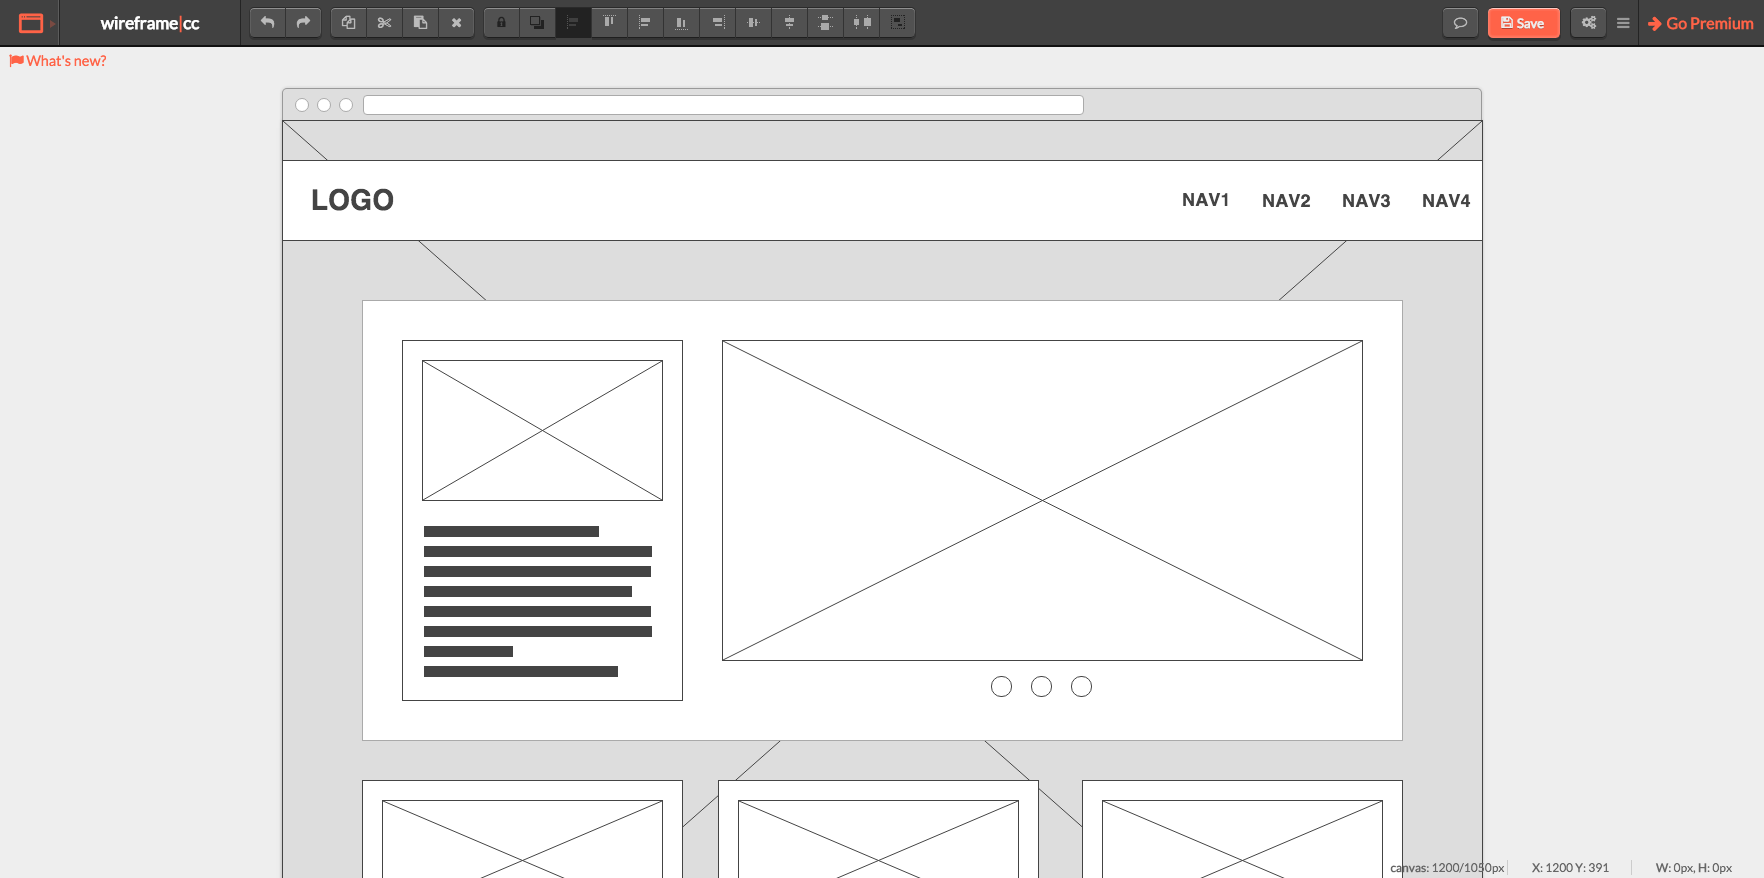 wireframe|cc
Save
Go Premium
What's new?
LOGO
NAV1 NAV2 NAV3 NAV4
canvas: 1200/1050px X: 1200 Y: 391 W: 0px, H: 0px